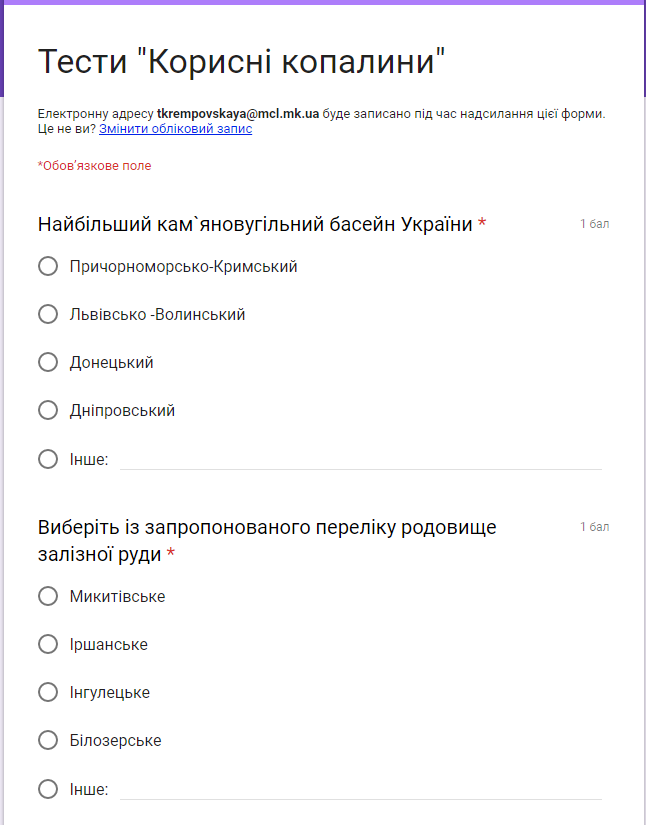 Тести "Корисні копалини"
Електронну адресу tkrempovskaya@mcl.mk.ua буде записано під час надсилання цієї форми.
Це не ви? Змінити обліковий запис
*Обов’язкове поле
Найбільший кам`яновугільний басейн України *
1 бал
Причорноморсько-Кримський
Львівсько -Волинський
Донецький
Дніпровський
Інше:
Виберіть із запропонованого переліку родовище
1 бал
залізної руди *
Микитівське
Іршанське
Інгулецьке
Білозерське
Інше: